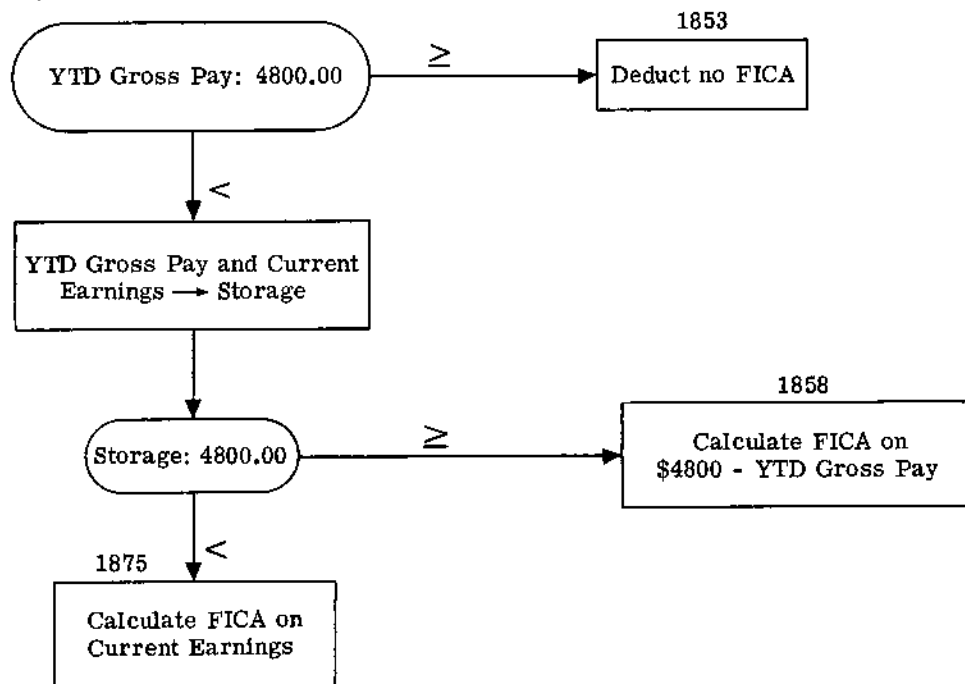 1853
YTD Gross Pay: 4800.00
≥
Deduct no FICA
<
YTD Gross Pay and Current
Earnings → Storage
1858
Storage: 4800.00
≥
Calculate FICA on
$4800 - YTD Gross Pay
<
1875
Calculate FICA on
Current Earnings